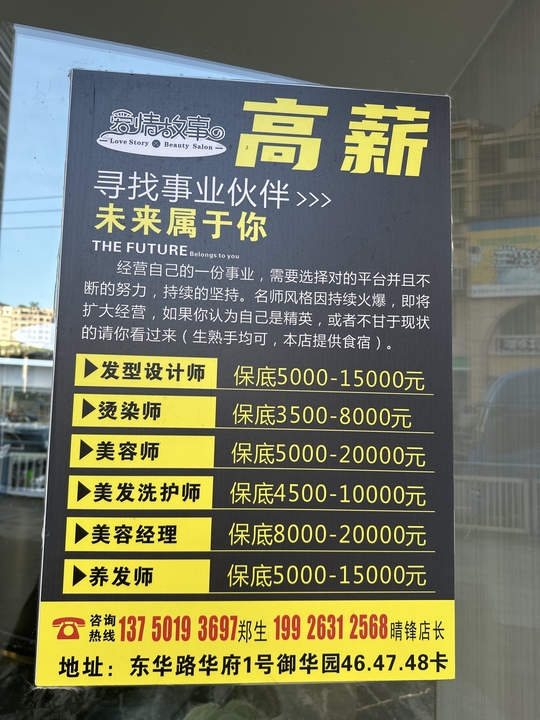 爱情故事の
Love Story Beauty Salon
高薪
寻找事业伙伴>>>
未来属于你
THE FUTURE Belongs to you
经营自己的一份事业，需要选择对的平台并且不
断的努力，持续的坚持。名师风格因持续火爆，即将
扩大经营，如果你认为自己是精英，或者不甘于现状
的请你看过来（生熟手均可，本店提供食宿）。
▶发型设计师 保底5000-15000元
▶烫染师 保底3500-8000元
▶美容师 保底5000-20000元
▶美发洗护师 保底4500-10000元
▶美容经理 保底8000-20000元
▶养发师 保底5000-15000元
☎咨询热线 137 5019 3697郑生 199 2631 2568晴锋店长
地址：东华路华府1号御华园46.47.48卡